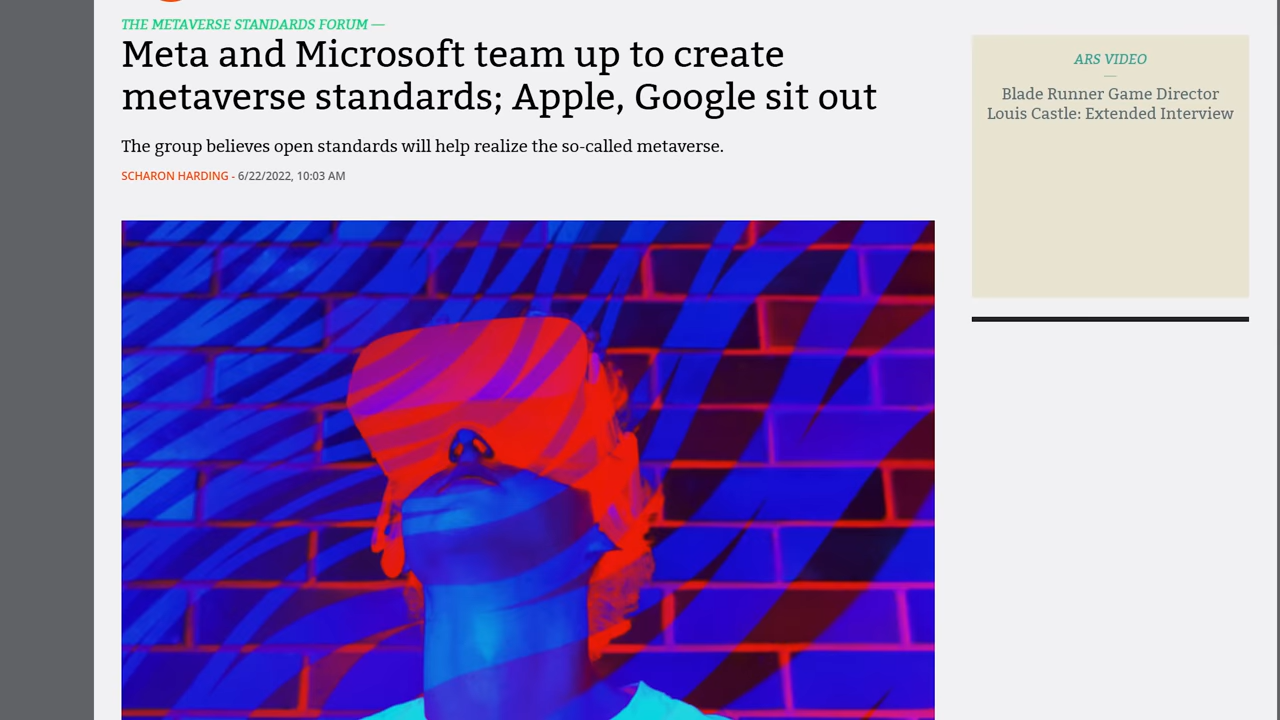 THE METAVERSE STANDARDS FORUM —
Meta and Microsoft team up to create
metaverse standards; Apple, Google sit out
The group believes open standards will help realize the so-called metaverse.
SCHARON HARDING - 6/22/2022, 10:03 AM
ARS VIDEO
Blade Runner Game Director
Louis Castle: Extended Interview